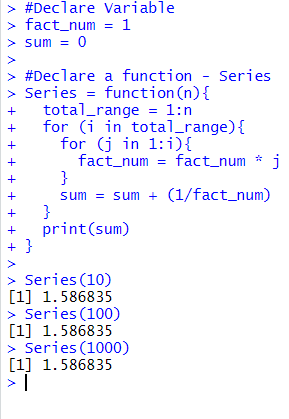 > #Declare Variable
> fact_num = 1
> sum = 0
>
> #Declare a function - Series
> Series = function(n){
+   total_range = 1:n
+   for (i in total_range){
+     for (j in 1:i){
+       fact_num = fact_num * j
+     }
+     sum = sum + (1/fact_num)
+   }
+   print(sum)
+ }
>
> Series(10)
[1] 1.586835
> Series(100)
[1] 1.586835
> Series(1000)
[1] 1.586835
>